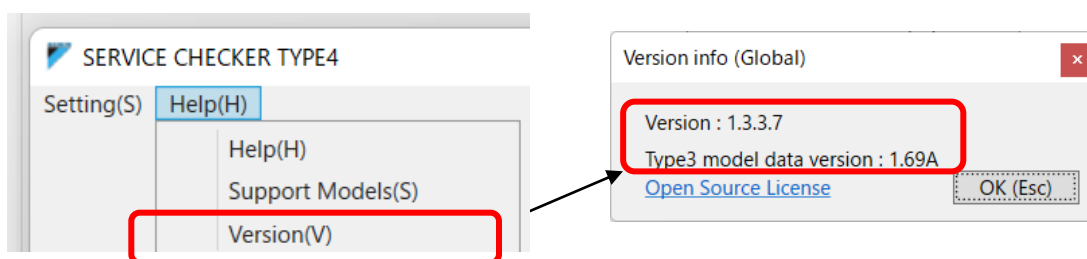 SERVICE CHECKER TYPE4
Setting(S) Help(H)
Help(H)
Support Models(S)
Version(V)
Version info (Global)
x
Version : 1.3.3.7
Type3 model data version : 1.69A
Open Source License
OK (Esc)